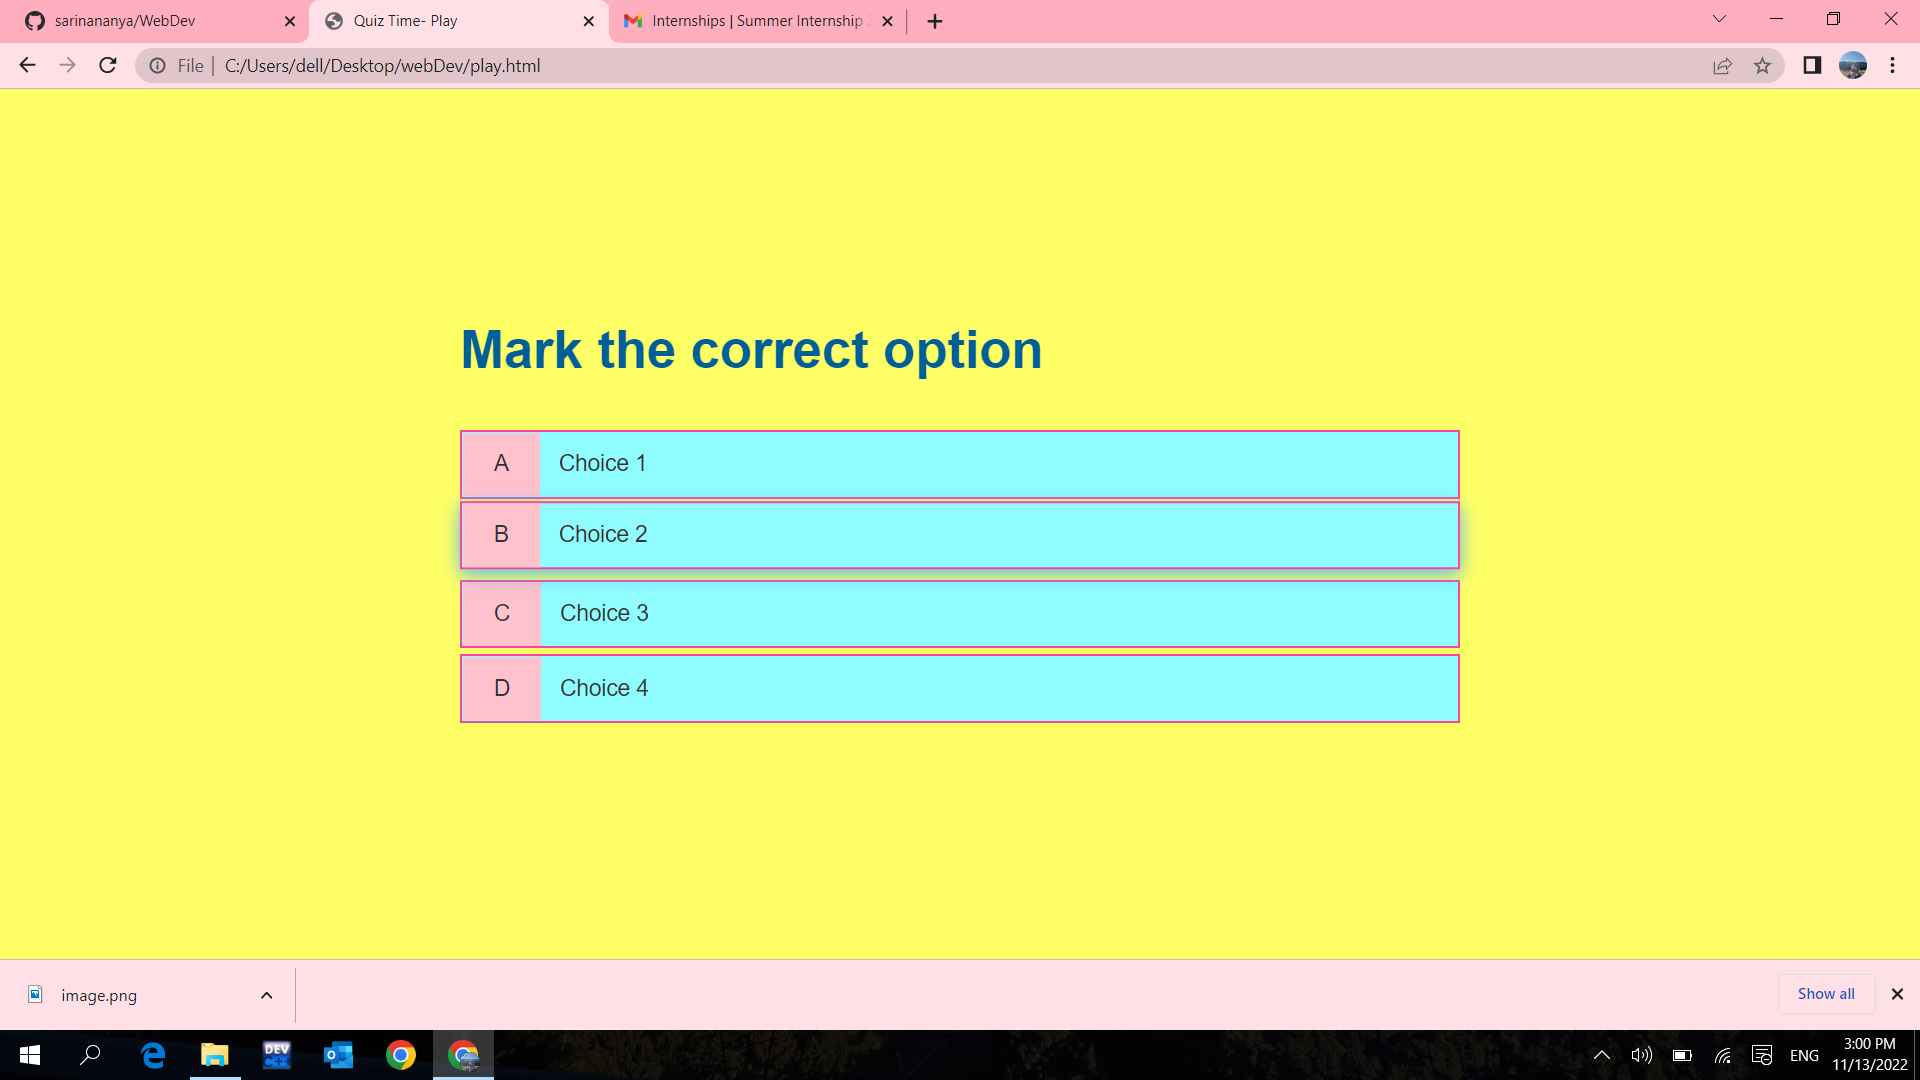 sarinananya/WebDev
Quiz Time- Play
Internships | Summer Internship
File | C:/Users/dell/Desktop/webDev/play.html
Mark the correct option
A Choice 1
B Choice 2
C Choice 3
D Choice 4
image.png
Show all
DEV
ENG
3:00 PM
11/13/2022